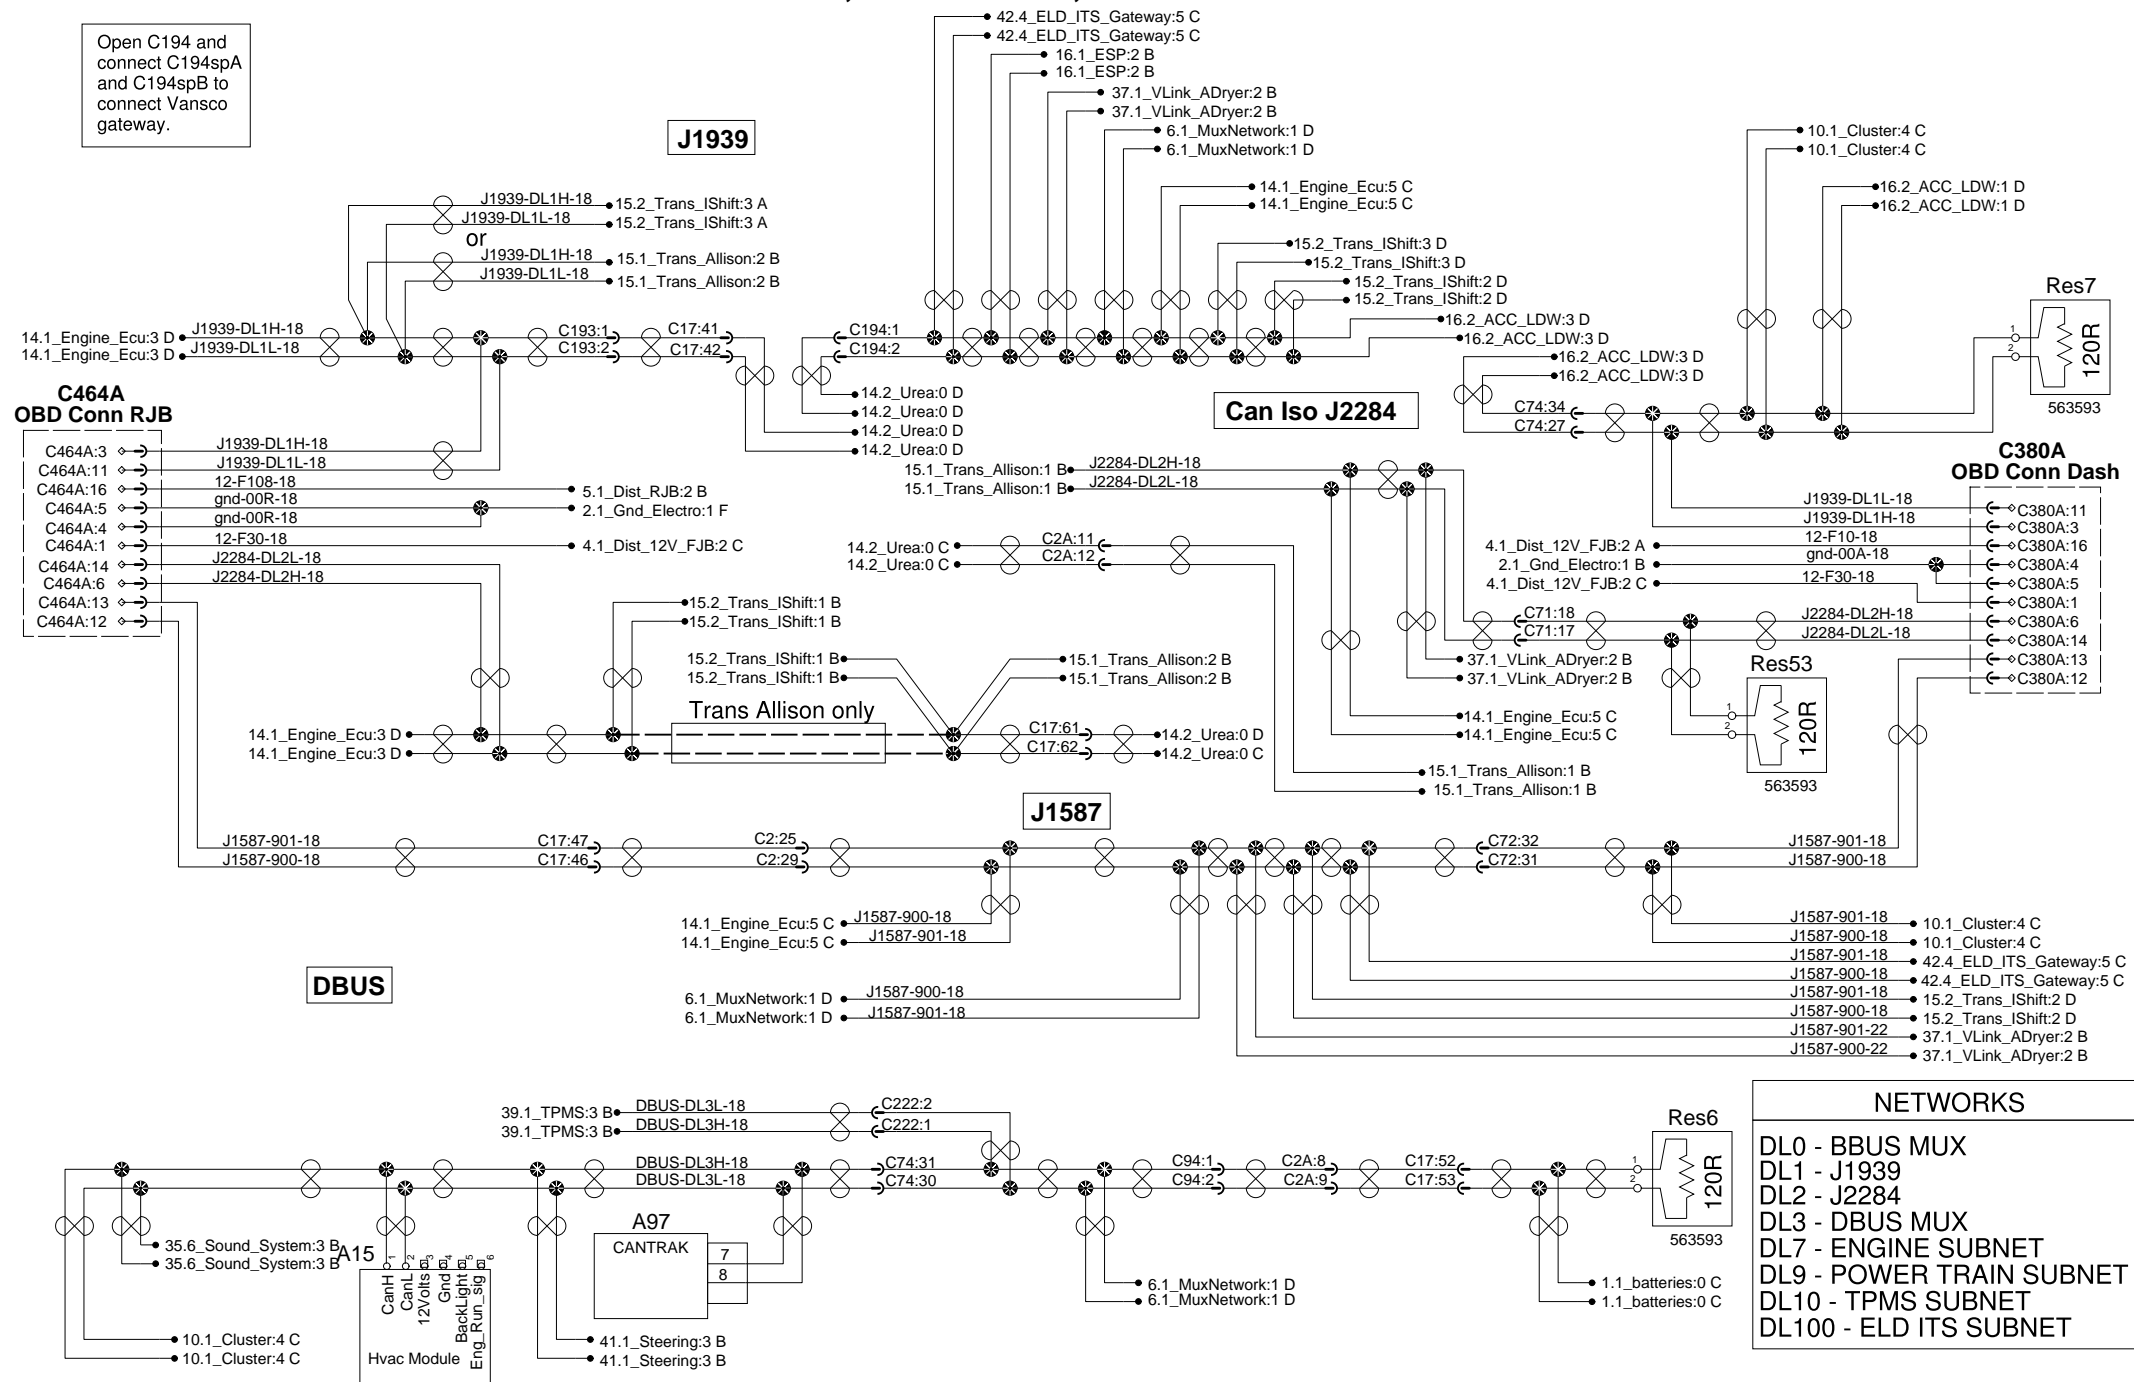 42.4_ELD_ITS_Gateway:5 C
42.4_ELD_ITS_Gateway:5 C
16.1_ESP:2 B
16.1_ESP:2 B
37.1_VLink_ADryer:2 B
37.1_VLink_ADryer:2 B
6.1_MuxNetwork:1 D
6.1_MuxNetwork:1 D
14.1_Engine_Ecu:5 C
14.1_Engine_Ecu:5 C
15.2_Trans_IShift:3 D
15.2_Trans_IShift:3 D
15.2_Trans_IShift:2 D
15.2_Trans_IShift:2 D
16.2_ACC_LDW:3 D
16.2_ACC_LDW:3 D
16.2_ACC_LDW:3 D
16.2_ACC_LDW:3 D
10.1_Cluster:4 C
10.1_Cluster:4 C
16.2_ACC_LDW:1 D
16.2_ACC_LDW:1 D
Open C194 and
connect C194spA
and C194spB to
connect Vansco
gateway.
J1939
J1939-DL1H-18 15.2_Trans_IShift:3 A
J1939-DL1L-18 15.2_Trans_IShift:3 A
or
J1939-DL1H-18 15.1_Trans_Allison:2 B
J1939-DL1L-18 15.1_Trans_Allison:2 B
14.1_Engine_Ecu:3 D J1939-DL1H-18 C193:1 C17:41 C194:1
14.1_Engine_Ecu:3 D J1939-DL1L-18 C193:2 C17:42 C194:2
14.2_Urea:0 D
14.2_Urea:0 D
14.2_Urea:0 D
14.2_Urea:0 D
Res7
1
2
120R
563593
C74:34
C74:27
Can Iso J2284
C464A
OBD Conn RJB
C464A:3 J1939-DL1H-18
C464A:11 J1939-DL1L-18
C464A:16 12-F108-18 5.1_Dist_RJB:2 B
C464A:5 gnd-00R-18 2.1_Gnd_Electro:1 F
C464A:4 gnd-00R-18
C464A:1 12-F30-18 4.1_Dist_12V_FJB:2 C
C464A:14 J2284-DL2L-18
C464A:6 J2284-DL2H-18
C464A:13
C464A:12
15.1_Trans_Allison:1 B J2284-DL2H-18
15.1_Trans_Allison:1 B J2284-DL2L-18
14.2_Urea:0 C C2A:11
14.2_Urea:0 C C2A:12
C380A
OBD Conn Dash
J1939-DL1L-18 C380A:11
J1939-DL1H-18 C380A:3
4.1_Dist_12V_FJB:2 A 12-F10-18 C380A:16
2.1_Gnd_Electro:1 B gnd-00A-18 C380A:4
4.1_Dist_12V_FJB:2 C 12-F30-18 C380A:5
C380A:1
C71:18 J2284-DL2H-18 C380A:6
C71:17 J2284-DL2L-18 C380A:14
C380A:13
C380A:12
15.2_Trans_IShift:1 B
15.2_Trans_IShift:1 B
15.2_Trans_IShift:1 B 15.1_Trans_Allison:2 B
15.2_Trans_IShift:1 B 15.1_Trans_Allison:2 B
37.1_VLink_ADryer:2 B
37.1_VLink_ADryer:2 B
Res53
1
2
120R
563593
Trans Allison only
14.1_Engine_Ecu:3 D C17:61 14.2_Urea:0 D
14.1_Engine_Ecu:3 D C17:62 14.2_Urea:0 C
14.1_Engine_Ecu:5 C
14.1_Engine_Ecu:5 C
15.1_Trans_Allison:1 B
15.1_Trans_Allison:1 B
J1587
J1587-901-18 C17:47 C2:25 C72:32 J1587-901-18
J1587-900-18 C17:46 C2:29 C72:31 J1587-900-18
14.1_Engine_Ecu:5 C J1587-900-18
14.1_Engine_Ecu:5 C J1587-901-18
6.1_MuxNetwork:1 D J1587-900-18
6.1_MuxNetwork:1 D J1587-901-18
J1587-901-18 10.1_Cluster:4 C
J1587-900-18 10.1_Cluster:4 C
J1587-901-18 42.4_ELD_ITS_Gateway:5 C
J1587-900-18 42.4_ELD_ITS_Gateway:5 C
J1587-901-18 15.2_Trans_IShift:2 D
J1587-900-18 15.2_Trans_IShift:2 D
J1587-901-22 37.1_VLink_ADryer:2 B
J1587-900-22 37.1_VLink_ADryer:2 B
DBUS
39.1_TPMS:3 B DBUS-DL3L-18 C222:2
39.1_TPMS:3 B DBUS-DL3H-18 C222:1
DBUS-DL3H-18 C74:31 C94:1 C2A:8 C17:52
DBUS-DL3L-18 C74:30 C94:2 C2A:9 C17:53
Res6
1
2
120R
563593
35.6_Sound_System:3 B
35.6_Sound_System:3 B
A15
1 2 3 4 5 6
CanH
CanL
12Volts
Gnd
BackLight
Eng_Run_sig
Hvac Module
A97
CANTRAK
7
8
10.1_Cluster:4 C
10.1_Cluster:4 C
41.1_Steering:3 B
41.1_Steering:3 B
6.1_MuxNetwork:1 D
6.1_MuxNetwork:1 D
1.1_batteries:0 C
1.1_batteries:0 C
NETWORKS
DL0 - BBUS MUX
DL1 - J1939
DL2 - J2284
DL3 - DBUS MUX
DL7 - ENGINE SUBNET
DL9 - POWER TRAIN SUBNET
DL10 - TPMS SUBNET
DL100 - ELD ITS SUBNET